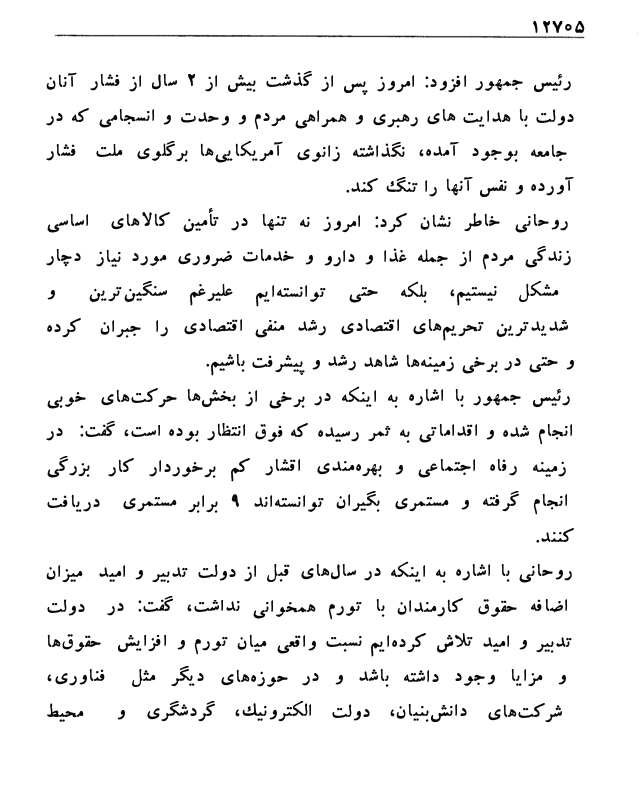 ۱۲۷۰۵
رئیس جمهور افزود: امروز پس از گذشت بیش از ۲ سال از فشار آنان
دولت با هدایت های رهبری و همراهی مردم و وحدت و انسجامی که در
جامعه بوجود آمده، نگذاشته زانوی آمریکایی‌ها برگلوی ملت فشار
آورده و نفس آنها را تنگ کند.
روحانی خاطر نشان کرد: امروز نه تنها در تأمین کالاهای اساسی
زندگی مردم از جمله غذا و دارو و خدمات ضروری مورد نیاز دچار
مشکل نیستیم، بلکه حتی توانسته‌ایم علیرغم سنگین‌ترین و
شدیدترین تحریم‌های اقتصادی رشد منفی اقتصادی را جبران کرده
و حتی در برخی زمینه‌ها شاهد رشد و پیشرفت باشیم.
رئیس جمهور با اشاره به اینکه در برخی از بخش‌ها حرکت‌های خوبی
انجام شده و اقداماتی به ثمر رسیده که فوق انتظار بوده است، گفت: در
زمینه رفاه اجتماعی و بهره‌مندی اقشار کم برخوردار کار بزرگی
انجام گرفته و مستمری بگیران توانسته‌اند ۹ برابر مستمری دریافت
کنند.
روحانی با اشاره به اینکه در سال‌های قبل از دولت تدبیر و امید میزان
اضافه حقوق کارمندان با تورم همخوانی نداشت، گفت: در دولت
تدبیر و امید تلاش کرده‌ایم نسبت واقعی میان تورم و افزایش حقوق‌ها
و مزایا وجود داشته باشد و در حوزه‌های دیگر مثل فناوری،
شرکت‌های دانش‌بنیان، دولت الکترونیک، گردشگری و محیط